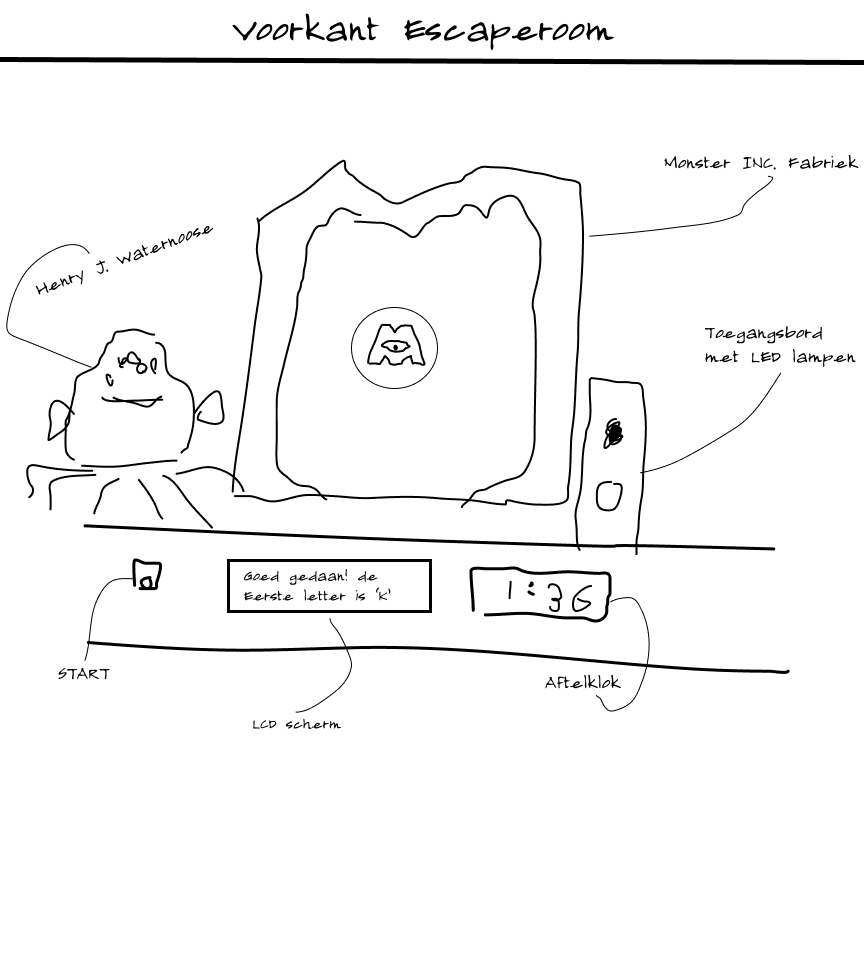 Voorkant Escaperoom
Monster INC. Fabriek
Henry J. Waternoose
Toegangsbord
met LED lampen
Goed gedaan! de
Eerste letter is 'K'
1:36
START
Aftelklok
LCD scherm